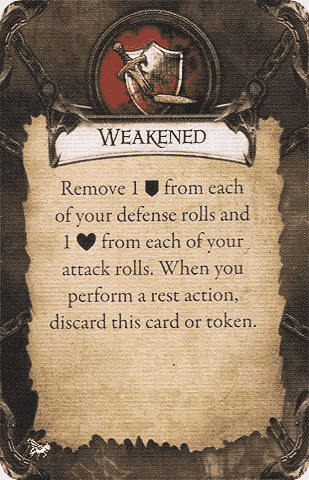 WEAKENED
Remove 1 from each
of your defense rolls and
1 from each of your
attack rolls. When you
perform a rest action,
discard this card or token.